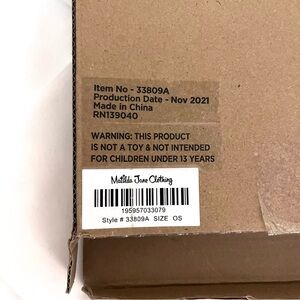 Item No - 33809A
Production Date - Nov 2021
Made in China
RN139040
WARNING: THIS PRODUCT
IS NOT A TOY & NOT INTENDED
FOR CHILDREN UNDER 13 YEARS
Matilda Jane Clothing
195957033079
Style # 33809A SIZE OS